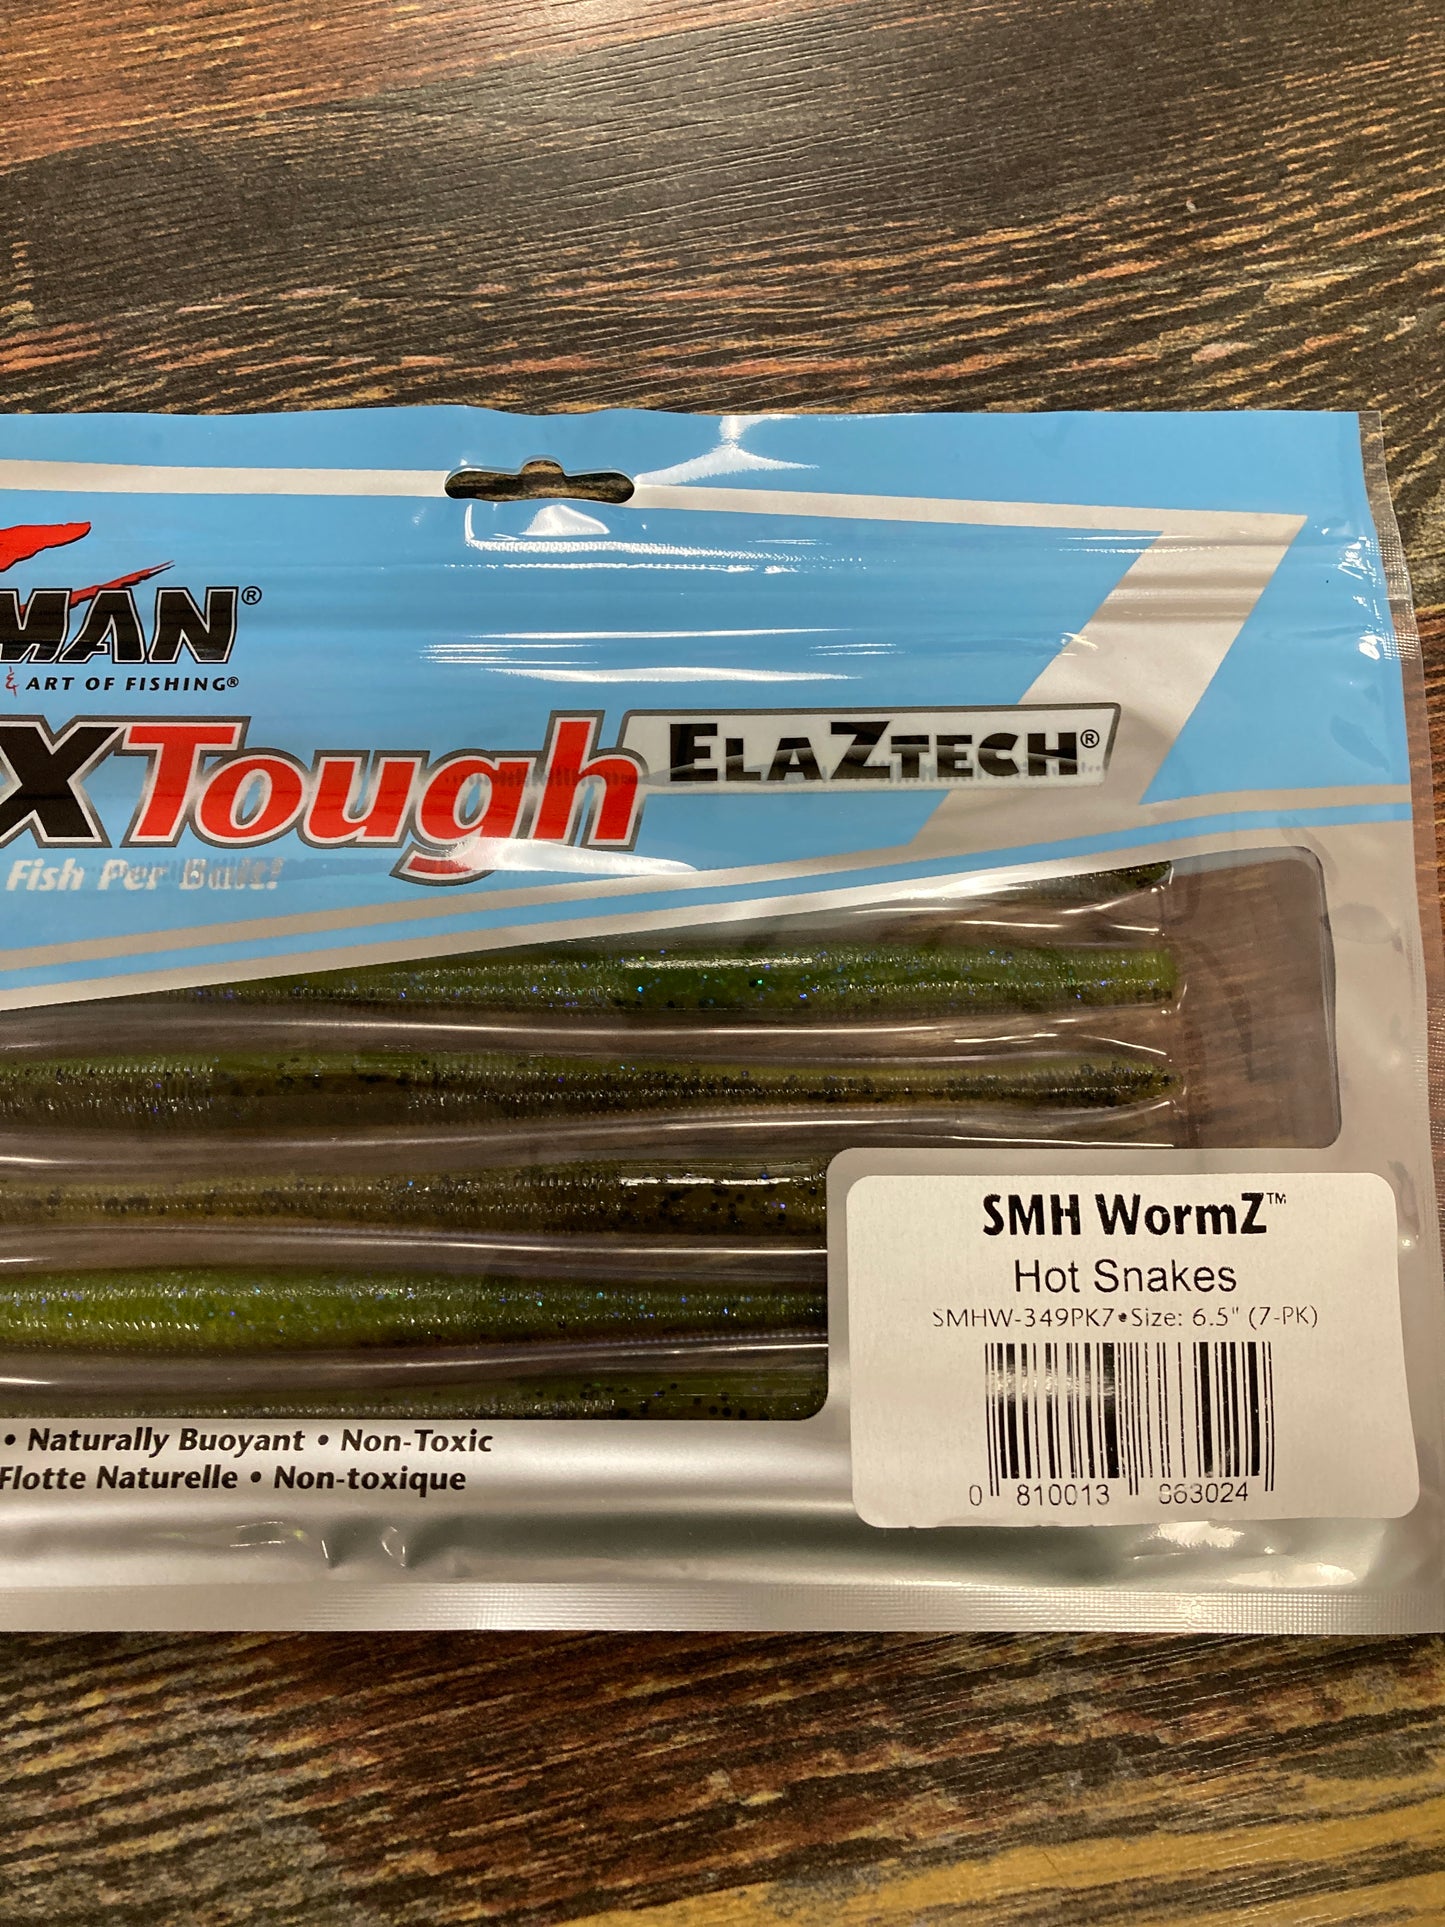 MAN®
& ART OF FISHING®
XTough ELAZTECH®
Fish Per Bait!
SMH WormZ™
Hot Snakes
SMHW-349PK7•Size: 6.5" (7-PK)
0 810013 863024
• Naturally Buoyant • Non-Toxic
Flotte Naturelle • Non-toxique